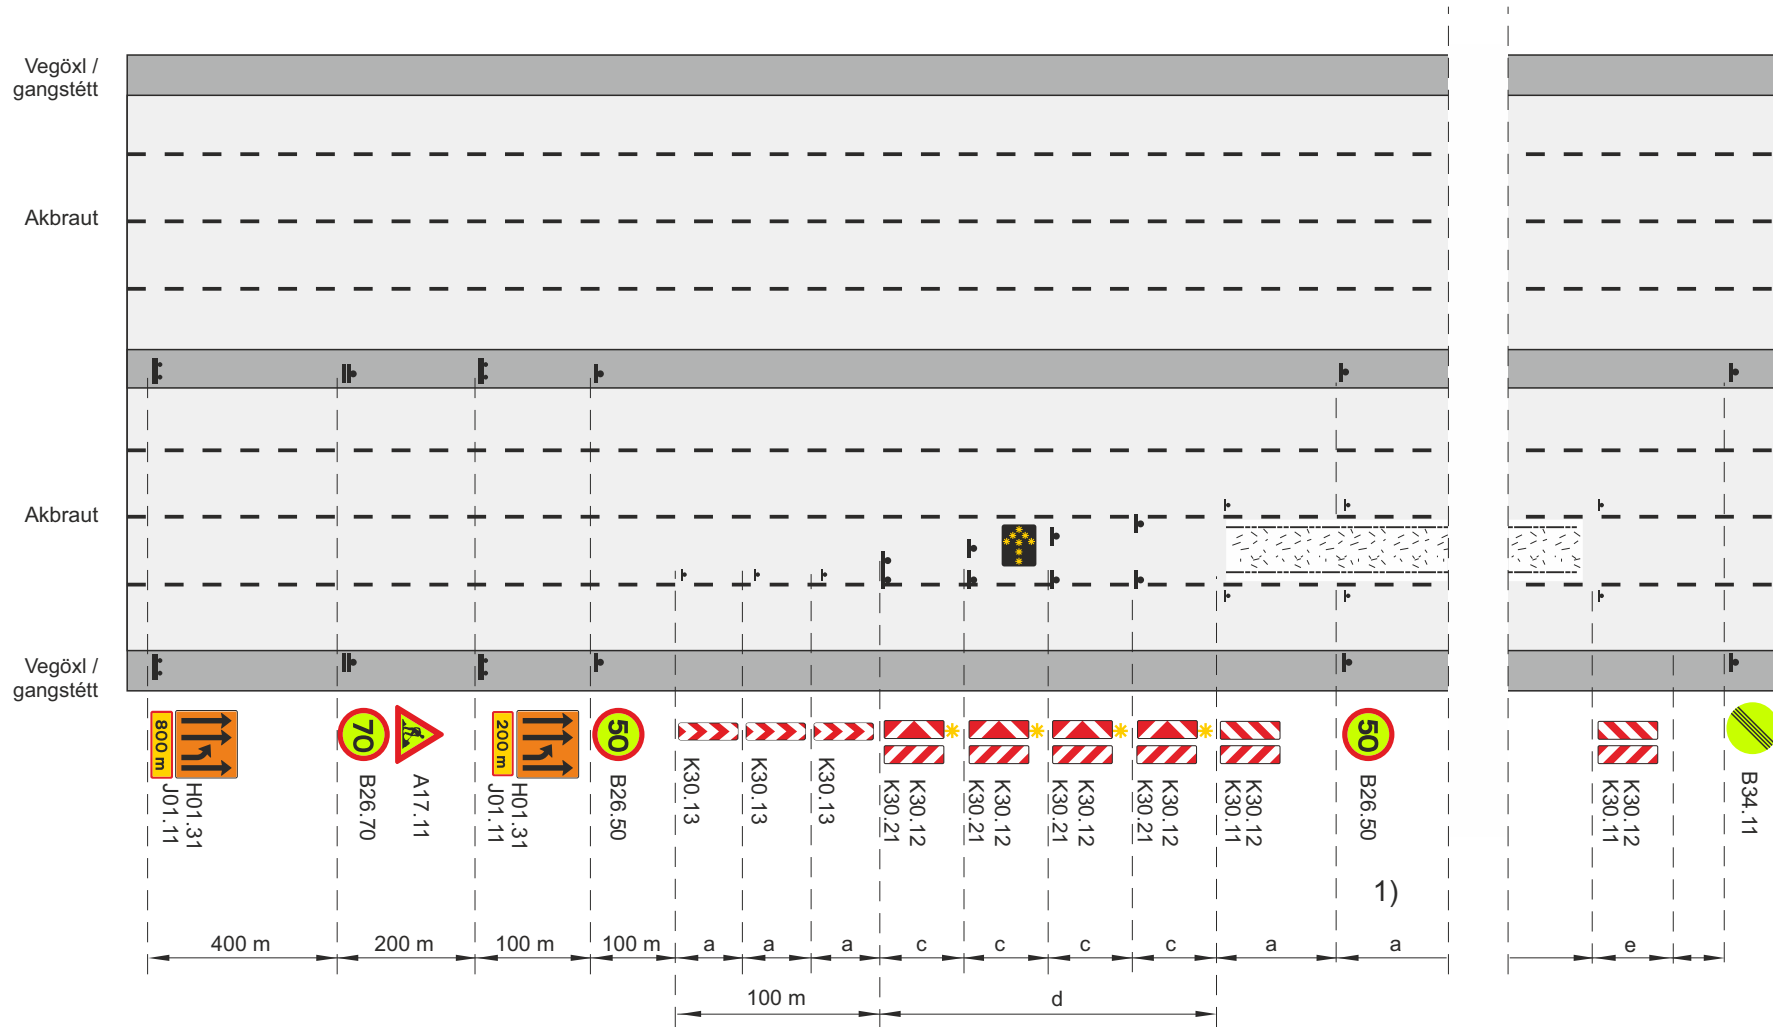 Vegöxl /
gangstétt
Akbraut
Akbraut
Vegöxl /
gangstétt
800 m
J01.11
H01.31
70
B26.70
A17.11
200 m
J01.11
H01.31
50
B26.50
K30.13
K30.13
K30.13
K30.21
K30.12
K30.21
K30.12
K30.21
K30.12
K30.21
K30.12
K30.11
K30.12
50
B26.50
K30.11
K30.12
B34.11
1)
400 m
200 m
100 m
100 m
a
a
a
c
c
c
c
a
a
e
100 m
d